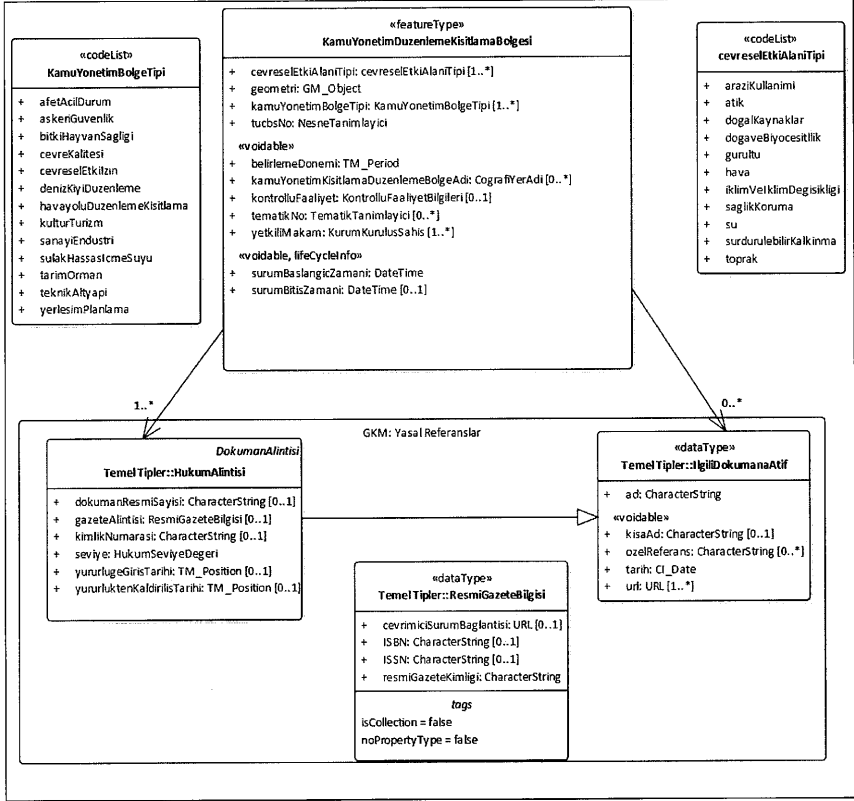 «codeList»
KamuYonetimBolgeTipi
+ afetAcilDurum
+ askeriGuvenlik
+ bitkiHayvanSagligi
+ cevreKalitesi
+ cevreselEtkiIzin
+ denizKiyiDuzenleme
+ havayoluDuzenlemeKisitlama
+ kulturTurizm
+ sanayiEndustri
+ sulakHassasIcmeSuyu
+ tarimOrman
+ teknikAltyapi
+ yerlesimPlanlama
«featureType»
KamuYonetimDuzenlemeKisitlamaBolgesi
+ cevreselEtkiAlaniTipi: cevreselEtkiAlaniTipi [1..*]
+ geometri: GM_Object
+ kamuYonetimBolgeTipi: KamuYonetimBolgeTipi [1..*]
+ tucbsNo: NesneTanimlayici
«voidable»
+ belirlemeDonemi: TM_Period
+ kamuYonetimKisitlamaDuzenlemeBolgeAdi: CografiYerAdi [0..*]
+ kontrolluFaaliyet: KontrolluFaaliyetBilgileri [0..1]
+ tematikNo: TematikTanimlayici [0..*]
+ yetkiliMakam: KurumKurulusSahis [1..*]
«voidable, lifeCycleInfo»
+ surumBaslangicZamani: DateTime
+ surumBitisZamani: DateTime [0..1]
«codeList»
cevreselEtkiAlaniTipi
+ araziKullanimi
+ atik
+ dogalKaynaklar
+ dogaveBiyocesitllik
+ gurultu
+ hava
+ iklimVeIklimDegisikligi
+ saglikKoruma
+ su
+ surdurulebilirKalkinma
+ toprak
1..*
0..*
GKM: Yasal Referanslar
DokumanAlintisi
TemelTipler::HukumAlintisi
+ dokumanResmiSayisi: CharacterString [0..1]
+ gazeteAlintisi: ResmiGazeteBilgisi [0..1]
+ kimlikNumarasi: CharacterString [0..1]
+ seviye: HukumSeviyeDegeri
+ yururlugeGirisTarihi: TM_Position [0..1]
+ yururluktenKaldirilisTarihi: TM_Position [0..1]
«dataType»
TemelTipler::IlgiliDokumanaAtif
+ ad: CharacterString
«voidable»
+ kisaAd: CharacterString [0..1]
+ ozelReferans: CharacterString [0..*]
+ tarih: CI_Date
+ url: URL [1..*]
«dataType»
TemelTipler::ResmiGazeteBilgisi
+ cevrimiciSurumBaglantisi: URL [0..1]
+ ISBN: CharacterString [0..1]
+ ISSN: CharacterString [0..1]
+ resmiGazeteKimligi: CharacterString
tags
isCollection = false
noPropertyType = false